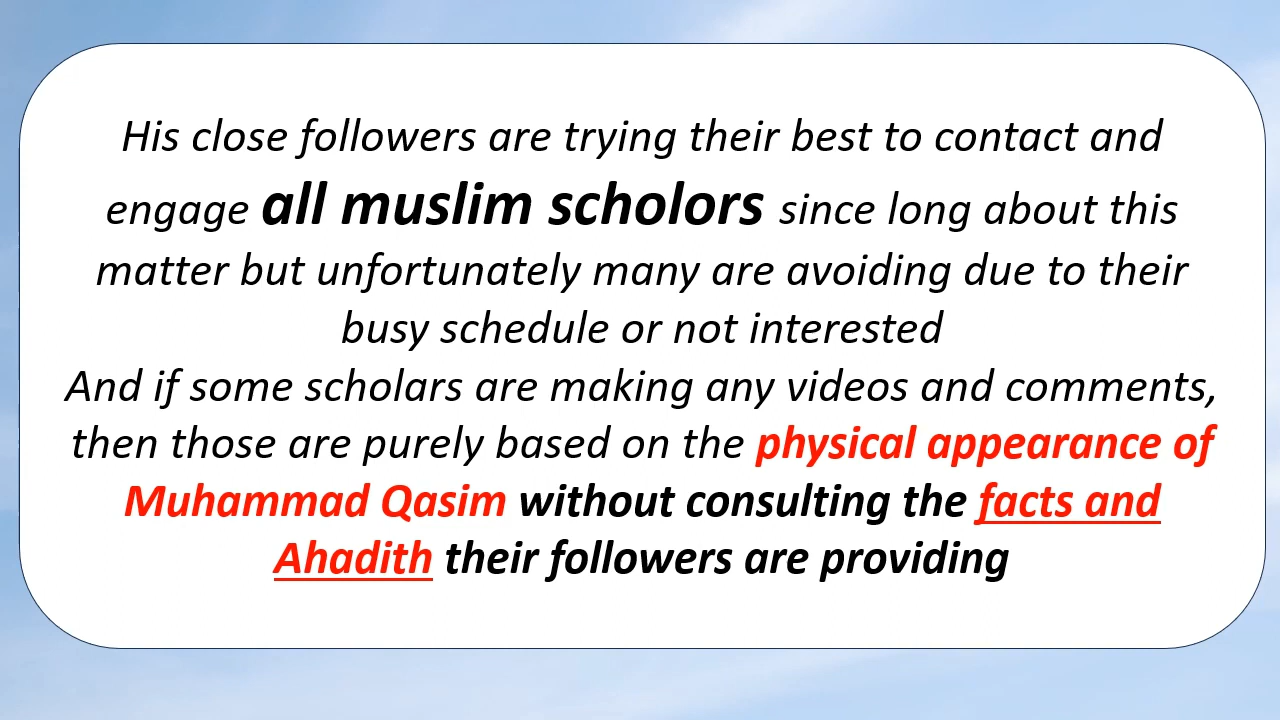 His close followers are trying their best to contact and
engage all muslim scholors since long about this
matter but unfortunately many are avoiding due to their
busy schedule or not interested
And if some scholars are making any videos and comments,
then those are purely based on the physical appearance of
Muhammad Qasim without consulting the facts and
Ahadith their followers are providing